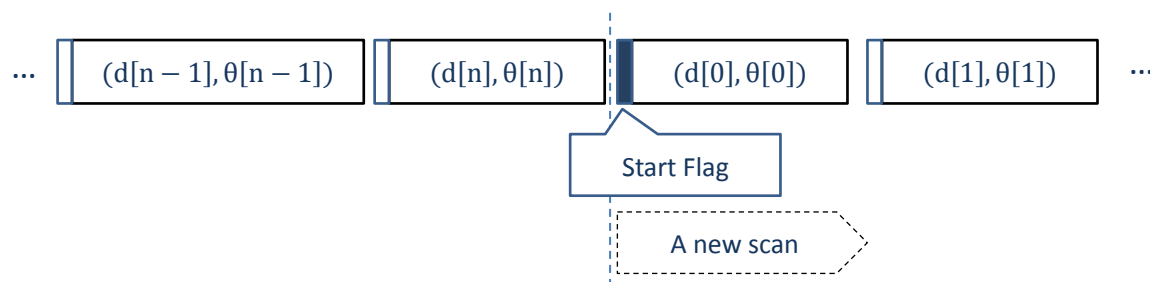 ... (d[n − 1], θ[n − 1]) (d[n], θ[n]) (d[0], θ[0]) (d[1], θ[1]) ...
Start Flag
A new scan